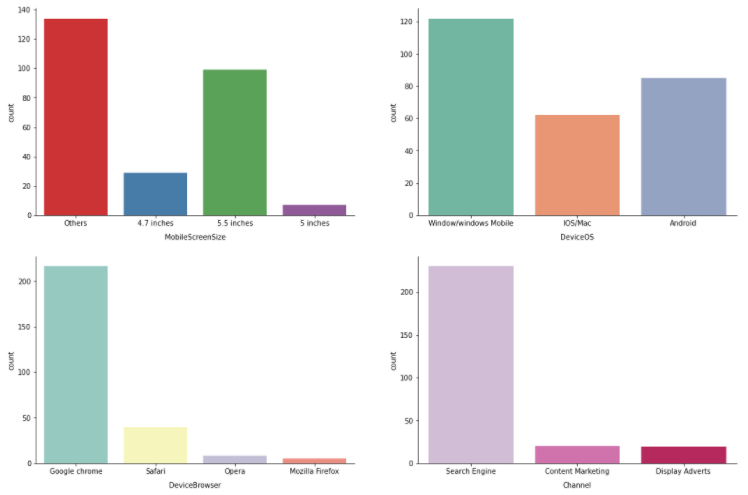 140
120
100
80
60
40
20
0
count
Others 4.7 inches 5.5 inches 5 inches
MobileScreenSize
120
100
80
60
40
20
0
count
Window/windows Mobile IOS/Mac Android
DeviceOS
200
150
100
50
0
count
Google chrome Safari Opera Mozilla Firefox
DeviceBrowser
200
150
100
50
0
count
Search Engine Content Marketing Display Adverts
Channel